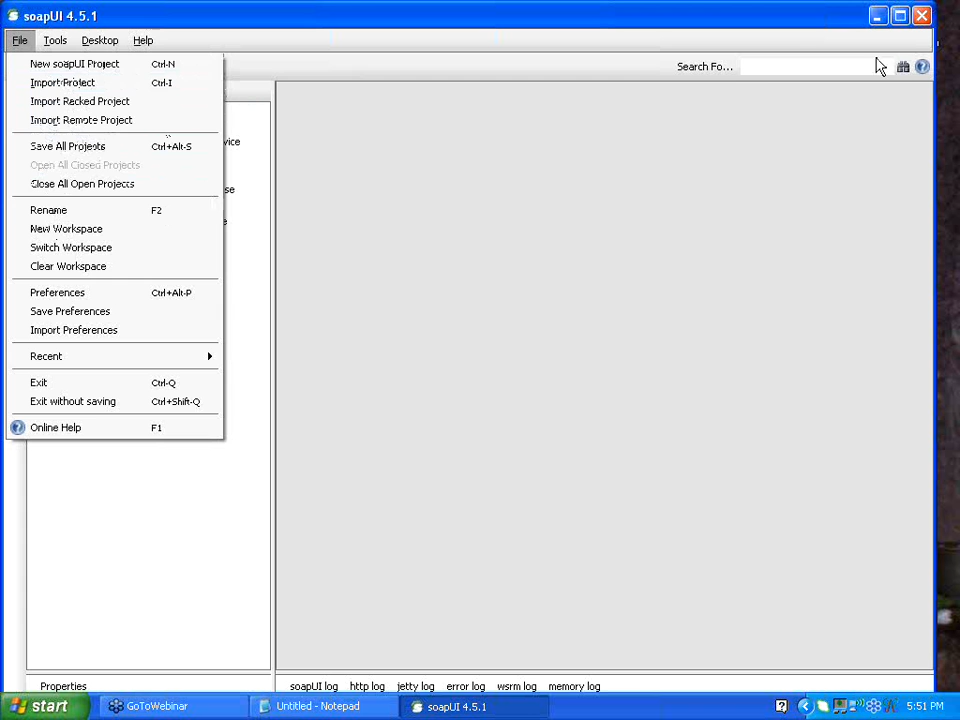 soapUI 4.5.1
File Tools Desktop Help
New soapUI Project Ctrl-N
Import Project Ctrl-I
Import Packed Project
Import Remote Project
Save All Projects Ctrl+Alt-S
Open All Closed Projects
Close All Open Projects
Rename F2
New Workspace
Switch Workspace
Clear Workspace
Preferences Ctrl+Alt-P
Save Preferences
Import Preferences
Recent
Exit Ctrl-Q
Exit without saving Ctrl+Shift-Q
Online Help F1
Search Fo...
vice
se
e
Properties
soapUI log http log jetty log error log wsrm log memory log
start GoToWebinar Untitled - Notepad soapUI 4.5.1 5:51 PM